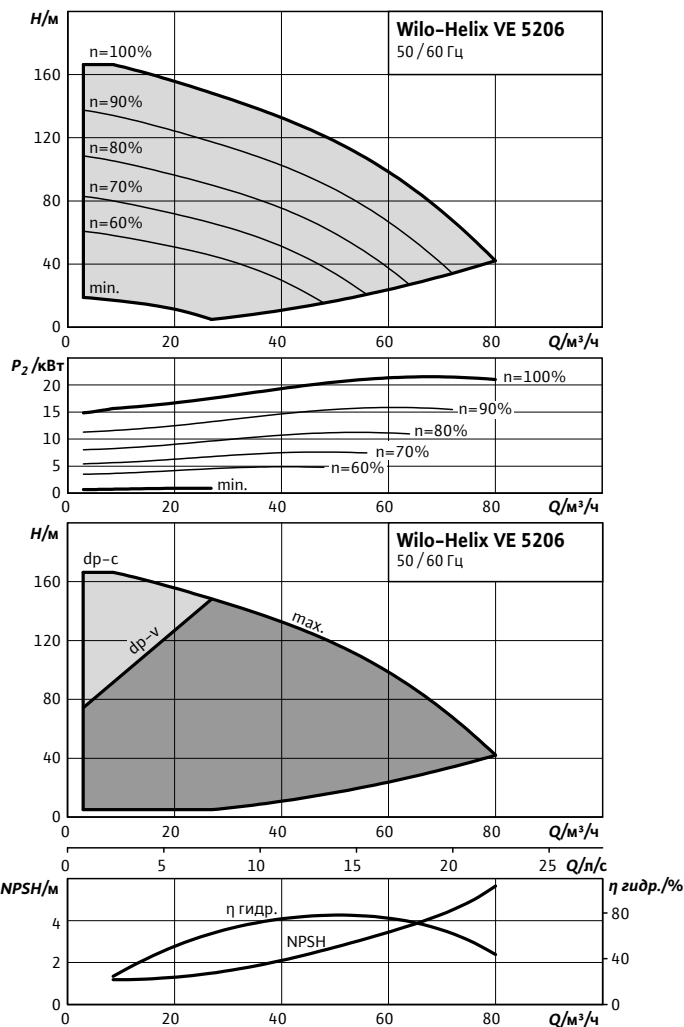 H/м
Wilo-Helix VE 5206
50 / 60 Гц
n=100%
160
n=90%
120
n=80%
80
n=70%
n=60%
40
min.
0
0 20 40 60 80 Q/м³/ч
P₂ /кВт
20
n=100%
15
n=90%
10
n=80%
n=70%
5
n=60%
min.
0
0 20 40 60 80 Q/м³/ч
H/м
Wilo-Helix VE 5206
50 / 60 Гц
dp-c
160
max.
dp-v
120
80
40
0
0 20 40 60 80 Q/м³/ч
0 5 10 15 20 25 Q/л/с
NPSH/м
η гидр./%
η гидр.
80
4
NPSH
2
40
0
0
0 20 40 60 80 Q/м³/ч